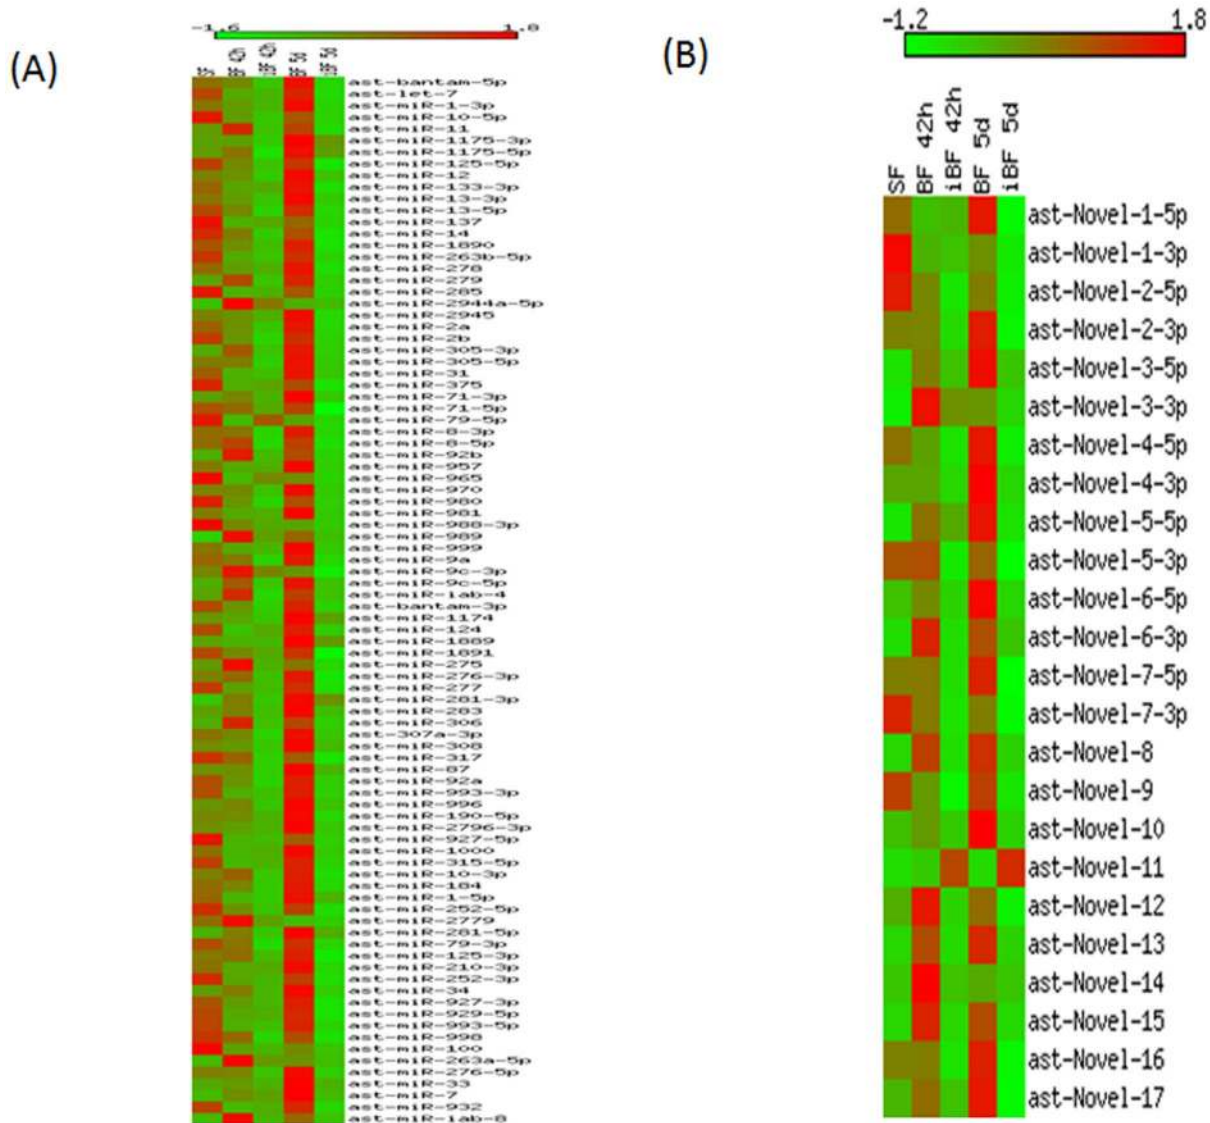 (A)
-1.6 1.8
SF BF 42h iBF 42h BF 5d iBF 5d
ast-bantam-5p
ast-let-7
ast-miR-1-3p
ast-miR-10-5p
ast-miR-11
ast-miR-1175-3p
ast-miR-1175-5p
ast-miR-125-5p
ast-miR-12
ast-miR-133-3p
ast-miR-13-3p
ast-miR-13-5p
ast-miR-137
ast-miR-14
ast-miR-1890
ast-miR-263b-5p
ast-miR-278
ast-miR-279
ast-miR-285
ast-miR-2944a-5p
ast-miR-2945
ast-miR-2a
ast-miR-2b
ast-miR-305-3p
ast-miR-305-5p
ast-miR-31
ast-miR-375
ast-miR-71-3p
ast-miR-71-5p
ast-miR-79-5p
ast-miR-8-3p
ast-miR-8-5p
ast-miR-92b
ast-miR-957
ast-miR-965
ast-miR-970
ast-miR-980
ast-miR-981
ast-miR-988-3p
ast-miR-989
ast-miR-999
ast-miR-9a
ast-miR-9c-3p
ast-miR-9c-5p
ast-miR-iab-4
ast-bantam-3p
ast-miR-1174
ast-miR-124
ast-miR-1889
ast-miR-1891
ast-miR-275
ast-miR-276-3p
ast-miR-277
ast-miR-281-3p
ast-miR-283
ast-miR-306
ast-307a-3p
ast-miR-308
ast-miR-317
ast-miR-87
ast-miR-92a
ast-miR-993-3p
ast-miR-996
ast-miR-190-5p
ast-miR-2796-3p
ast-miR-927-5p
ast-miR-1000
ast-miR-315-5p
ast-miR-10-3p
ast-miR-184
ast-miR-1-5p
ast-miR-252-5p
ast-miR-2779
ast-miR-281-5p
ast-miR-79-3p
ast-miR-125-3p
ast-miR-210-3p
ast-miR-252-3p
ast-miR-34
ast-miR-927-3p
ast-miR-929-5p
ast-miR-993-5p
ast-miR-998
ast-miR-100
ast-miR-263a-5p
ast-miR-276-5p
ast-miR-33
ast-miR-7
ast-miR-932
ast-miR-iab-8
(B)
-1.2 1.8
SF BF 42h iBF 42h BF 5d iBF 5d
ast-Novel-1-5p
ast-Novel-1-3p
ast-Novel-2-5p
ast-Novel-2-3p
ast-Novel-3-5p
ast-Novel-3-3p
ast-Novel-4-5p
ast-Novel-4-3p
ast-Novel-5-5p
ast-Novel-5-3p
ast-Novel-6-5p
ast-Novel-6-3p
ast-Novel-7-5p
ast-Novel-7-3p
ast-Novel-8
ast-Novel-9
ast-Novel-10
ast-Novel-11
ast-Novel-12
ast-Novel-13
ast-Novel-14
ast-Novel-15
ast-Novel-16
ast-Novel-17